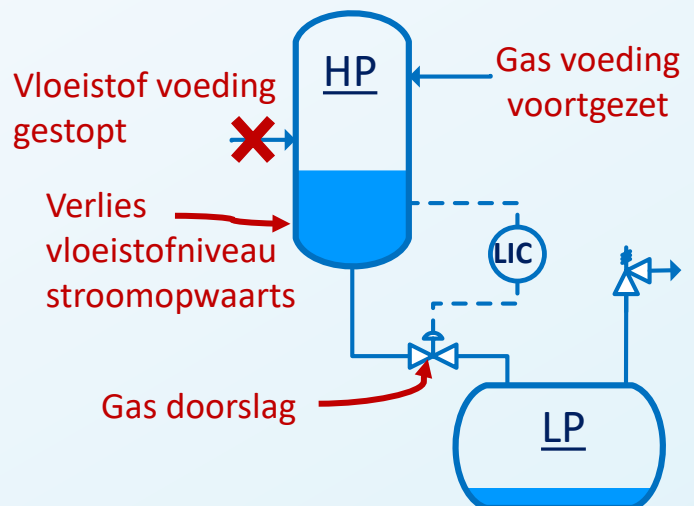 HP
Gas voeding
voortgezet
Vloeistof voeding
gestopt
Verlies
vloeistofniveau
stroomopwaarts
LIC
Gas doorslag
LP